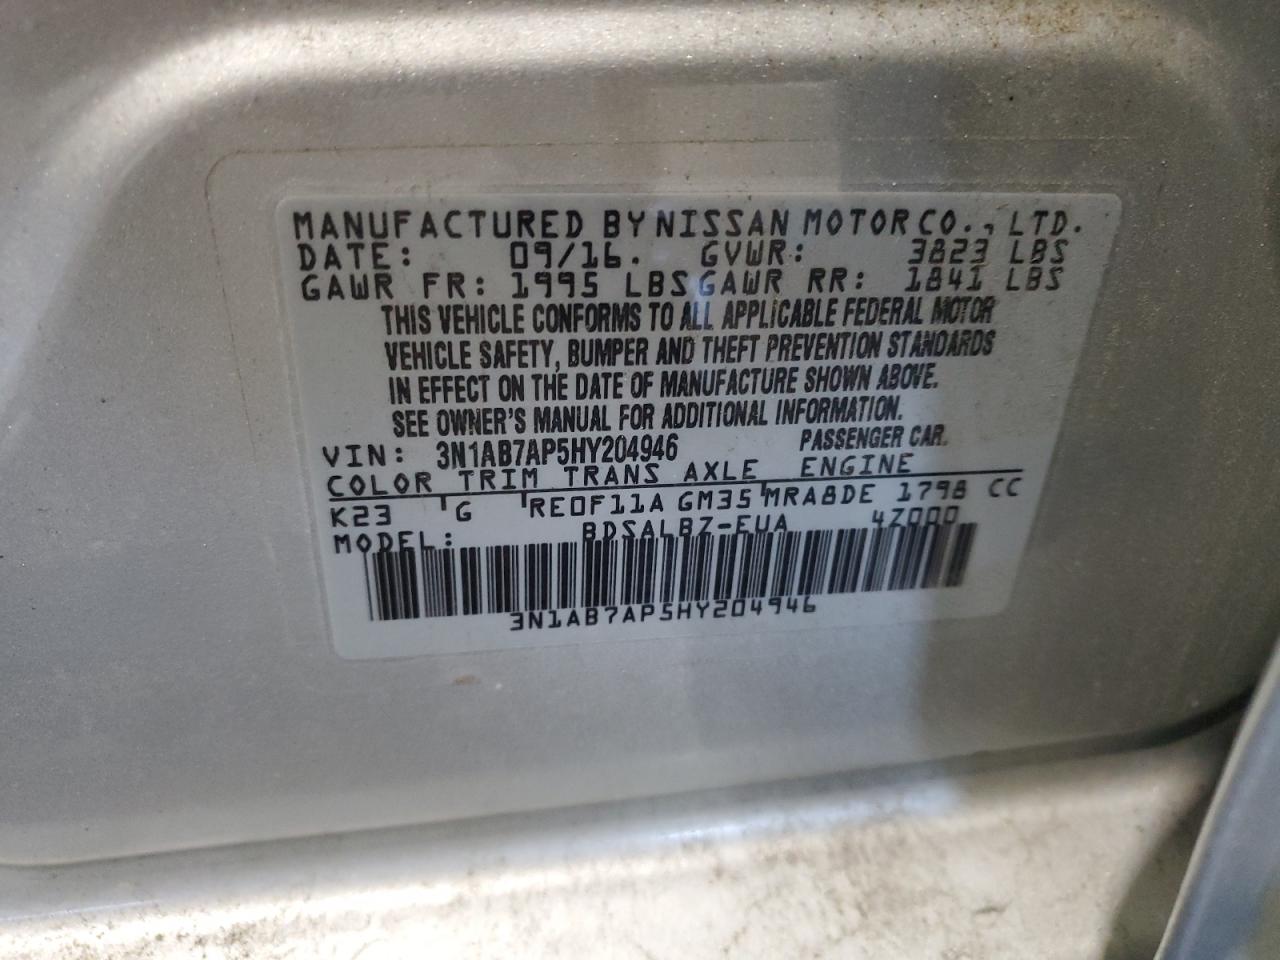 MANUFACTURED BY NISSAN MOTOR CO., LTD.
DATE: 09/16. GVWR: 3823 LBS
GAWR FR: 1995 LBS GAWR RR: 1841 LBS
THIS VEHICLE CONFORMS TO ALL APPLICABLE FEDERAL MOTOR
VEHICLE SAFETY, BUMPER AND THEFT PREVENTION STANDARDS
IN EFFECT ON THE DATE OF MANUFACTURE SHOWN ABOVE.
SEE OWNER'S MANUAL FOR ADDITIONAL INFORMATION.
VIN: 3N1AB7AP5HY204946 PASSENGER CAR.
COLOR TRIM TRANS AXLE ENGINE
K23 G RE0F11A GM35 MRA8DE 1798 CC
MODEL: BDSALBZ-EUA 4Z000
3N1AB7AP5HY204946